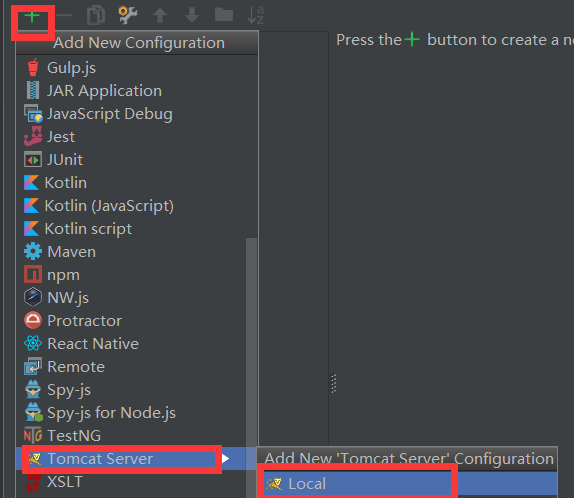 Add New Configuration
Press the + button to create a ne
Gulp.js
JAR Application
JavaScript Debug
Jest
JUnit
Kotlin
Kotlin (JavaScript)
Kotlin script
Maven
npm
NW.js
Protractor
React Native
Remote
Spy-js
Spy-js for Node.js
TestNG
Tomcat Server
Add New 'Tomcat Server' Configuration
XSLT
Local